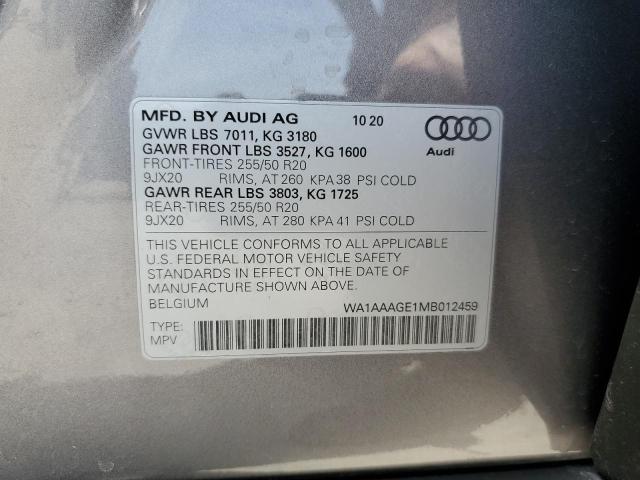 MFD. BY AUDI AG 10 20
GVWR LBS 7011, KG 3180
GAWR FRONT LBS 3527, KG 1600
FRONT-TIRES 255/50 R20
9JX20 RIMS, AT 260 KPA 38 PSI COLD
GAWR REAR LBS 3803, KG 1725
REAR-TIRES 255/50 R20
9JX20 RIMS, AT 280 KPA 41 PSI COLD
Audi
THIS VEHICLE CONFORMS TO ALL APPLICABLE
U.S. FEDERAL MOTOR VEHICLE SAFETY
STANDARDS IN EFFECT ON THE DATE OF
MANUFACTURE SHOWN ABOVE.
BELGIUM WA1AAAGE1MB012459
TYPE:
MPV